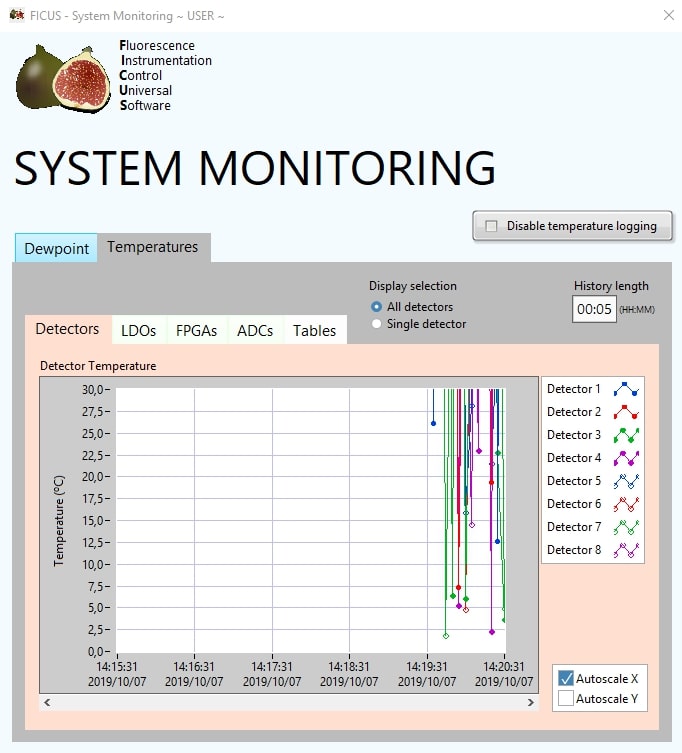 FICUS - System Monitoring ~ USER ~
Fluorescence
Instrumentation
Control
Universal
Software
SYSTEM MONITORING
Disable temperature logging
Dewpoint
Temperatures
Display selection
All detectors
Single detector
History length
00:05 (HH:MM)
Detectors
LDOs
FPGAs
ADCs
Tables
Detector Temperature
Temperature (ºC)
30,0
27,5
25,0
22,5
20,0
17,5
15,0
12,5
10,0
7,5
5,0
2,5
0,0
14:15:31 14:16:31 14:17:31 14:18:31 14:19:31 14:20:31
2019/10/07 2019/10/07 2019/10/07 2019/10/07 2019/10/07 2019/10/07
Detector 1
Detector 2
Detector 3
Detector 4
Detector 5
Detector 6
Detector 7
Detector 8
Autoscale X
Autoscale Y